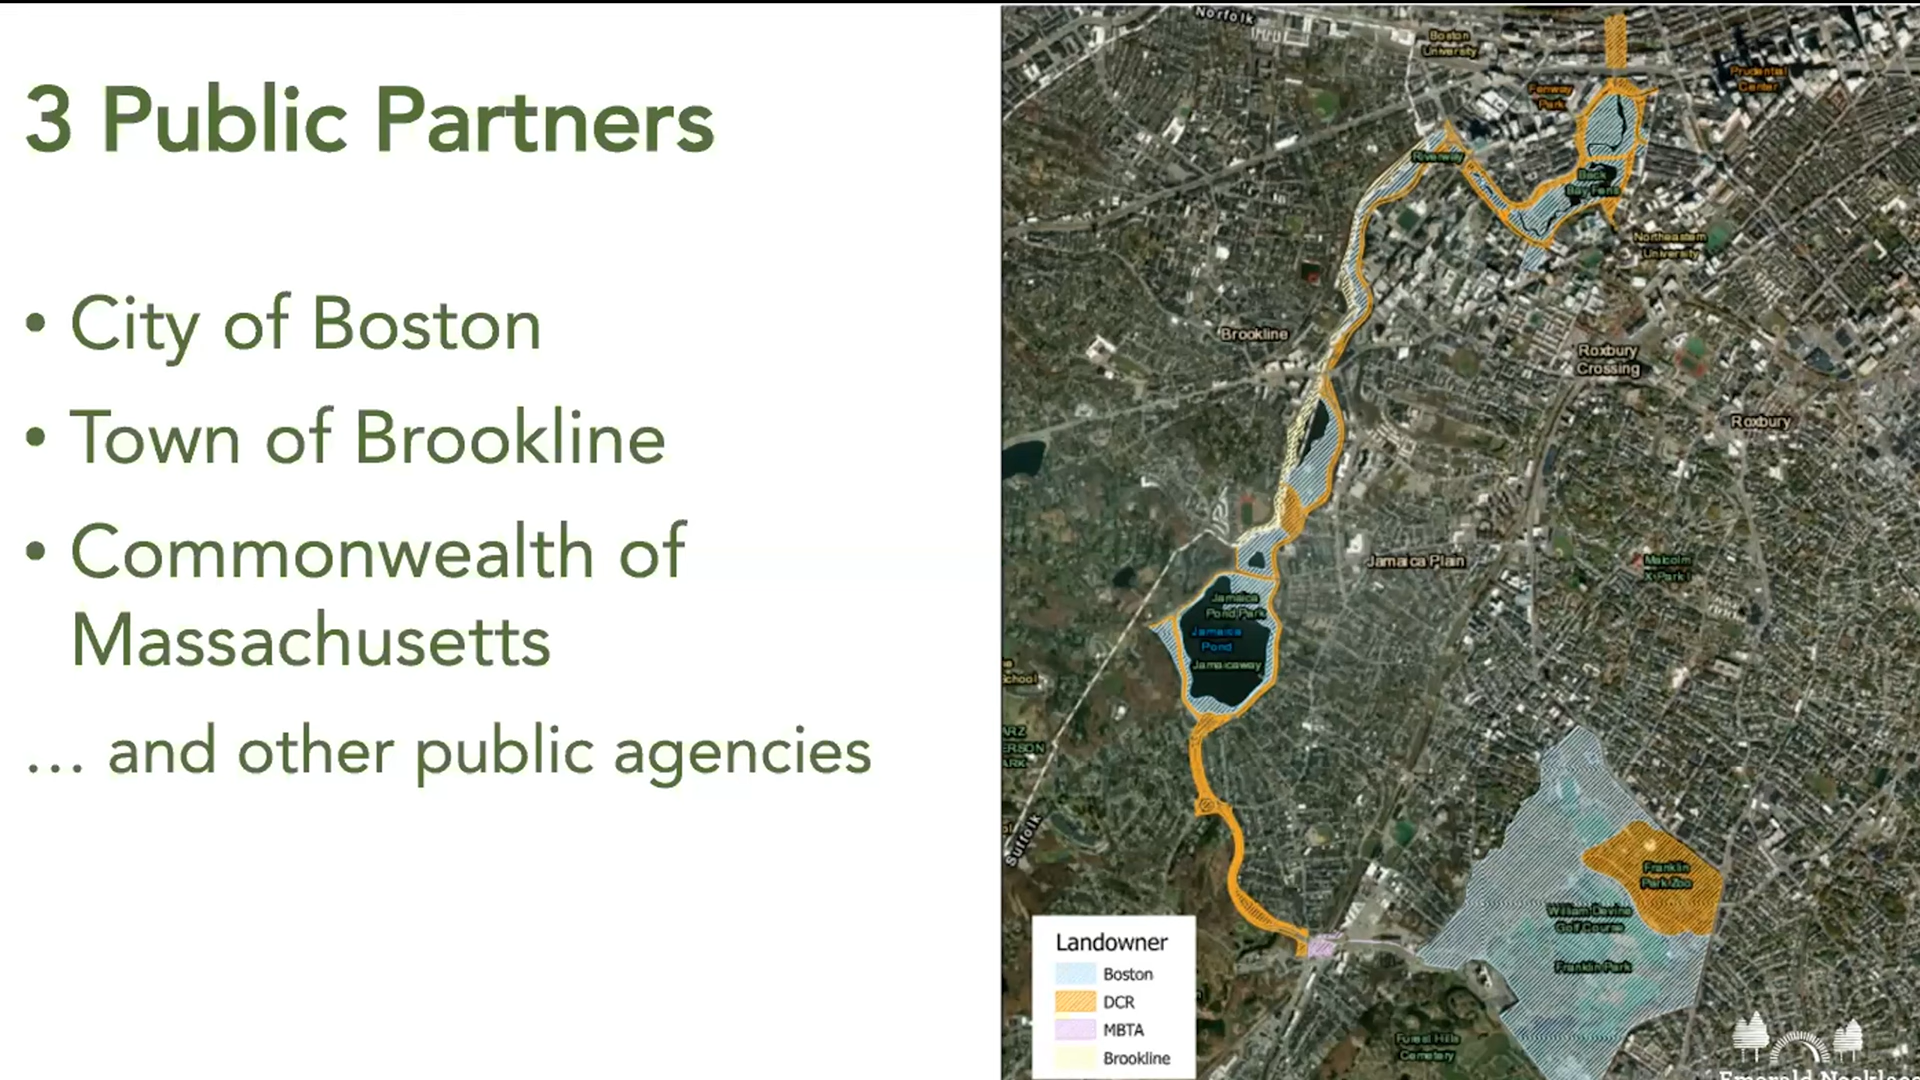 3 Public Partners
• City of Boston
• Town of Brookline
• Commonwealth of
Massachusetts
... and other public agencies
Norfolk
Boston
University
Prudential
Center
Fenway
Park
Riverway
Back
Bay Fens
Northeastern
University
Brookline
Roxbury
Crossing
Roxbury
Jamaica Plain
Malcolm
X Park
Jamaica
Pond Park
Jamaica
Pond
Jamaicaway
Suffolk
Franklin
Park Zoo
William Devine
Golf Course
Franklin Park
Forest Hills
Cemetery
Landowner
Boston
DCR
MBTA
Brookline
Emerald Necklace